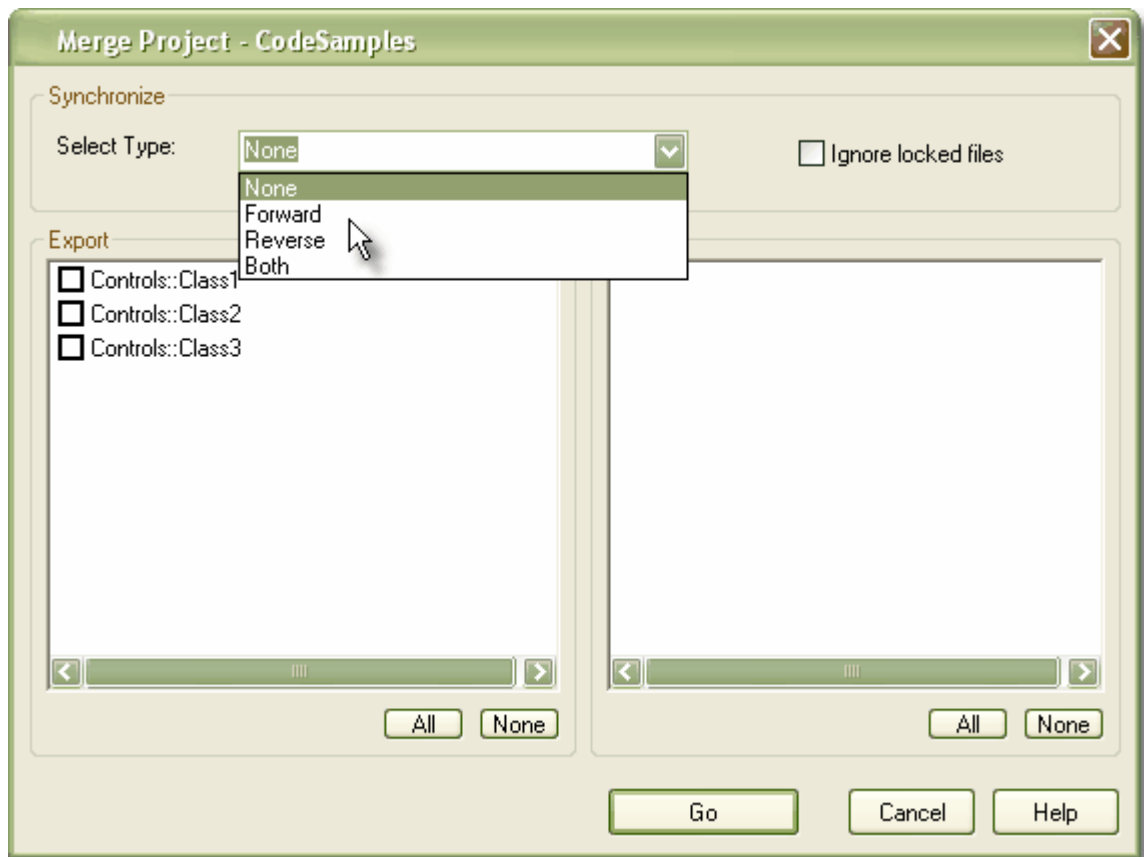 Merge Project - CodeSamples
Synchronize
Select Type:
None
Ignore locked files
None
Forward
Reverse
Both
Export
Controls::Class1
Controls::Class2
Controls::Class3
All
None
All
None
Go
Cancel
Help